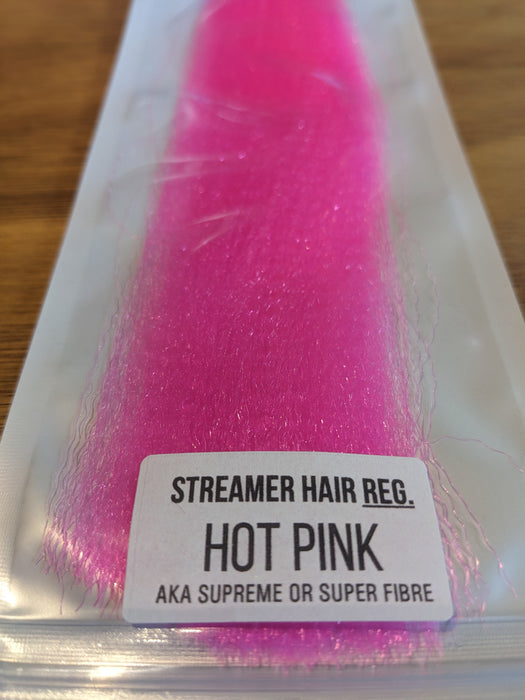 STREAMER HAIR REG.
HOT PINK
AKA SUPREME OR SUPER FIBRE